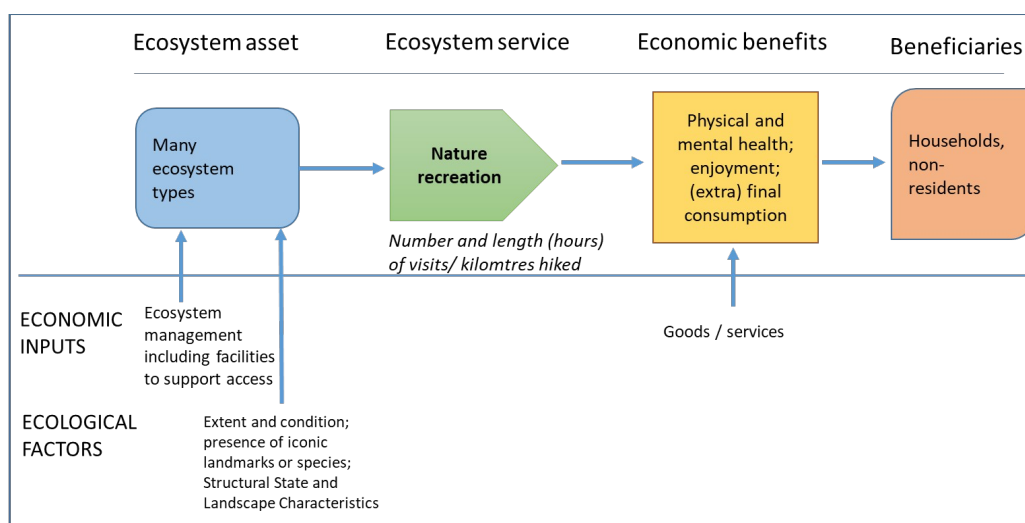 Ecosystem asset
Ecosystem service
Economic benefits
Beneficiaries
Many
ecosystem
types
Nature
recreation
Physical and
mental health;
enjoyment;
(extra) final
consumption
Households,
non-
residents
Number and length (hours)
of visits/ kilomtres hiked
ECONOMIC
INPUTS
Ecosystem
management
including facilities
to support access
Goods / services
ECOLOGICAL
FACTORS
Extent and condition;
presence of iconic
landmarks or species;
Structural State and
Landscape Characteristics